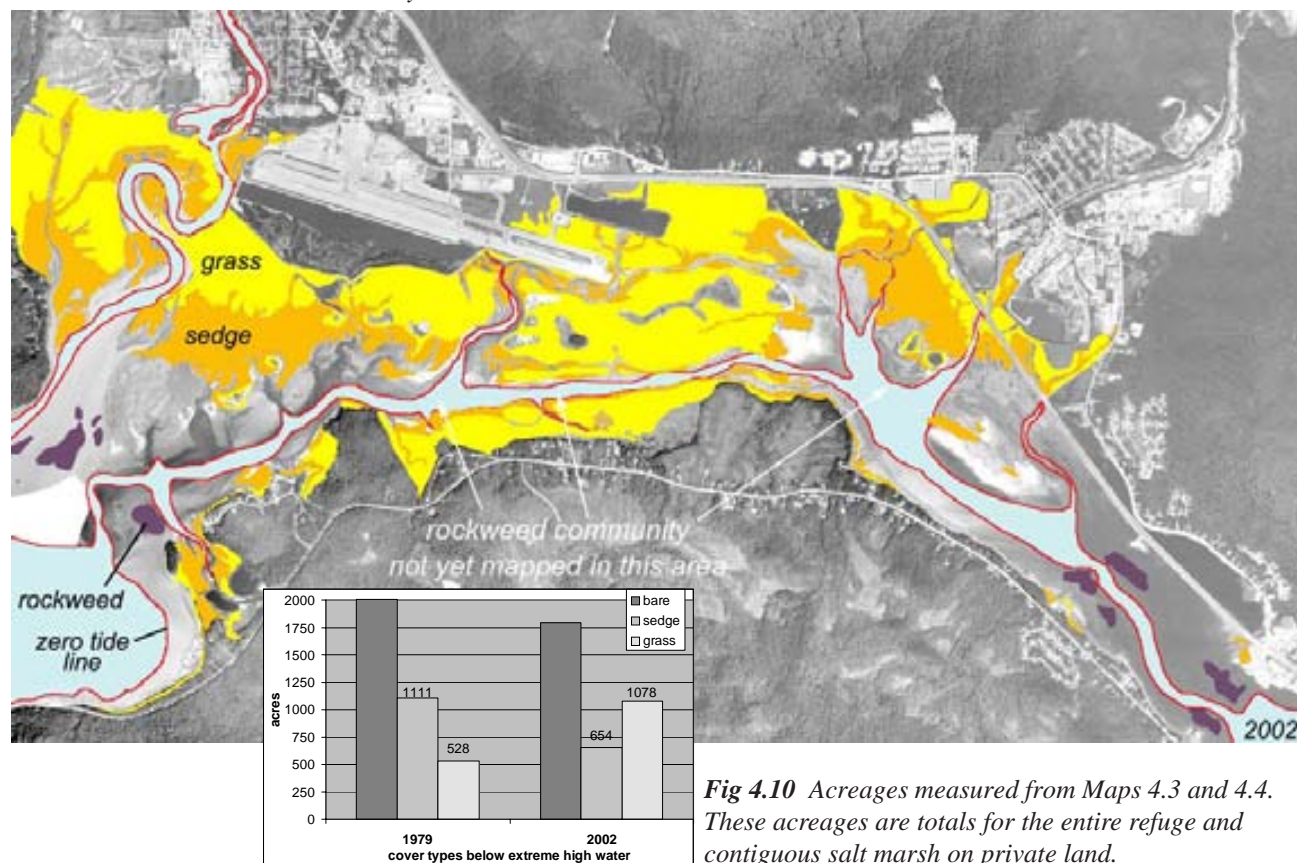 grass
sedge
rockweed community
not yet mapped in this area
rockweed
zero tide
line
2002
2000
1750
1500
1250
1000
750
500
250
0
acres
bare
sedge
grass
1111
528
654
1078
1979
2002
cover types below extreme high water
Fig 4.10 Acreages measured from Maps 4.3 and 4.4.
These acreages are totals for the entire refuge and
contiguous salt marsh on private land.